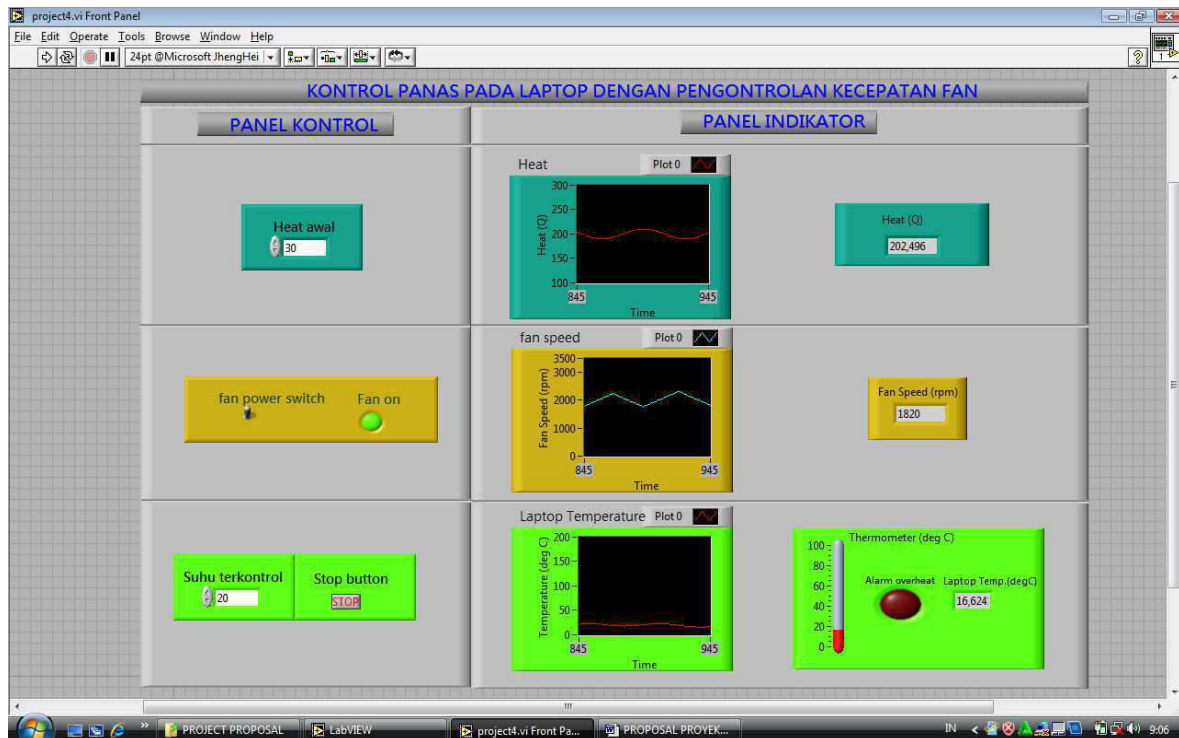 project4.vi Front Panel
File Edit Operate Tools Browse Window Help
24pt @Microsoft JhengHei
1
KONTROL PANAS PADA LAPTOP DENGAN PENGONTROLAN KECEPATAN FAN
PANEL KONTROL
PANEL INDIKATOR
Heat awal
30
Heat
Plot 0
300
250
200
150
100
Heat (Q)
845
945
Time
Heat (Q)
202,496
fan power switch
Fan on
fan speed
Plot 0
3500
3000
2000
1000
0
Fan Speed (rpm)
845
945
Time
Fan Speed (rpm)
1820
Suhu terkontrol
20
Stop button
STOP
Laptop Temperature
Plot 0
200
150
100
50
0
Temperature (deg C)
845
945
Time
Thermometer (deg C)
100
80
60
40
20
0
Alarm overheat
Laptop Temp.(degC)
16,624
PROJECT PROPOSAL
LabVIEW
project4.vi Front Pa...
PROPOSAL PROYEK...
IN
9:06